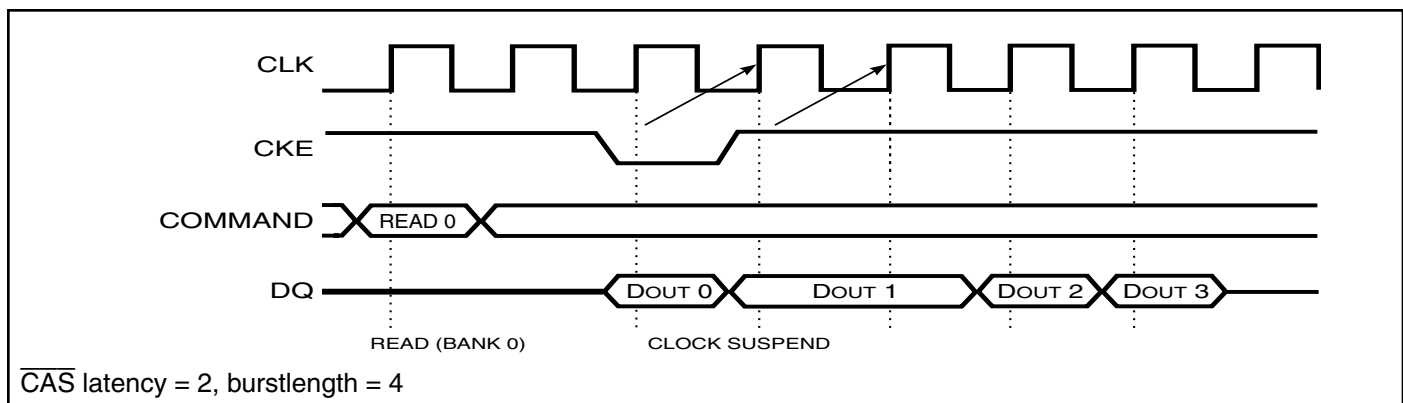 CLK
CKE
COMMAND
READ 0
DQ
DOUT 0
DOUT 1
DOUT 2
DOUT 3
READ (BANK 0)
CLOCK SUSPEND
CAS latency = 2, burstlength = 4